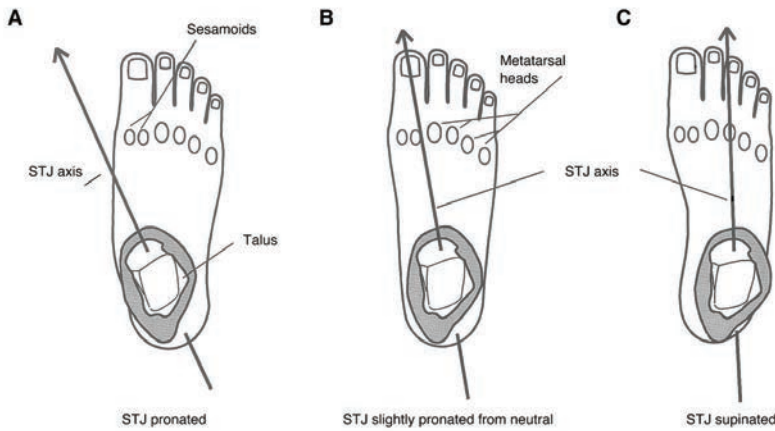 A
B
C
Sesamoids
Metatarsal
heads
STJ axis
STJ axis
Talus
STJ pronated
STJ slightly pronated from neutral
STJ supinated